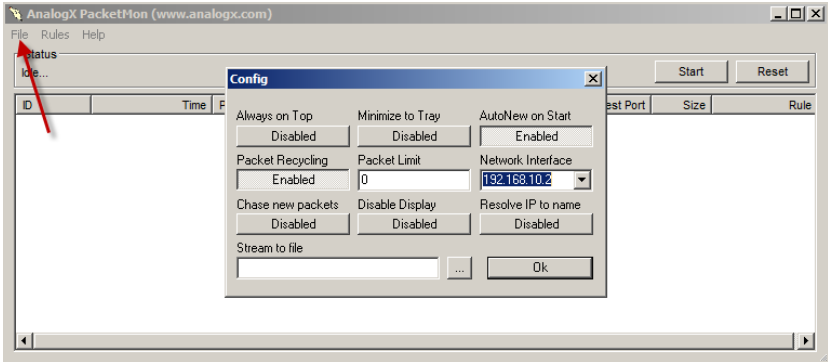 AnalogX PacketMon (www.analogx.com)
File Rules Help
Status
Idle...
Start Reset
ID Time P est Port Size Rule
Config
Always on Top Minimize to Tray AutoNew on Start
Disabled Disabled Enabled
Packet Recycling Packet Limit Network Interface
Enabled 0 192.168.10.2
Chase new packets Disable Display Resolve IP to name
Disabled Disabled Disabled
Stream to file
... Ok